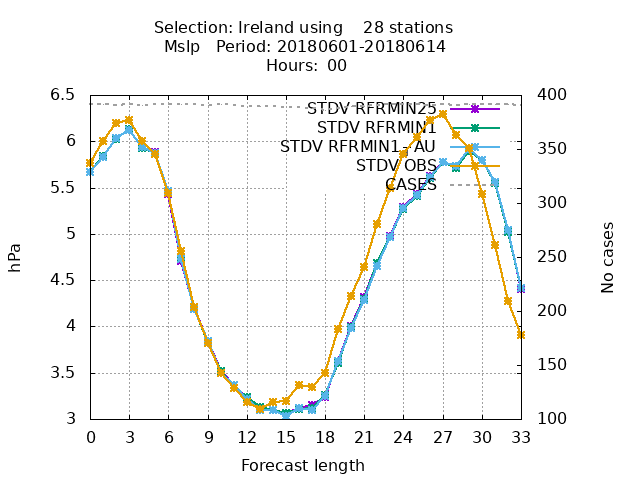 Selection: Ireland using    28 stations
Mslp   Period: 20180601-20180614
Hours:  00
6.5
6
5.5
5
4.5
4
3.5
3
hPa
400
350
300
250
200
150
100
No cases
STDV RFRMIN25
STDV RFRMIN1
STDV RFRMIN1_AU
STDV OBS
CASES
0 3 6 9 12 15 18 21 24 27 30 33
Forecast length